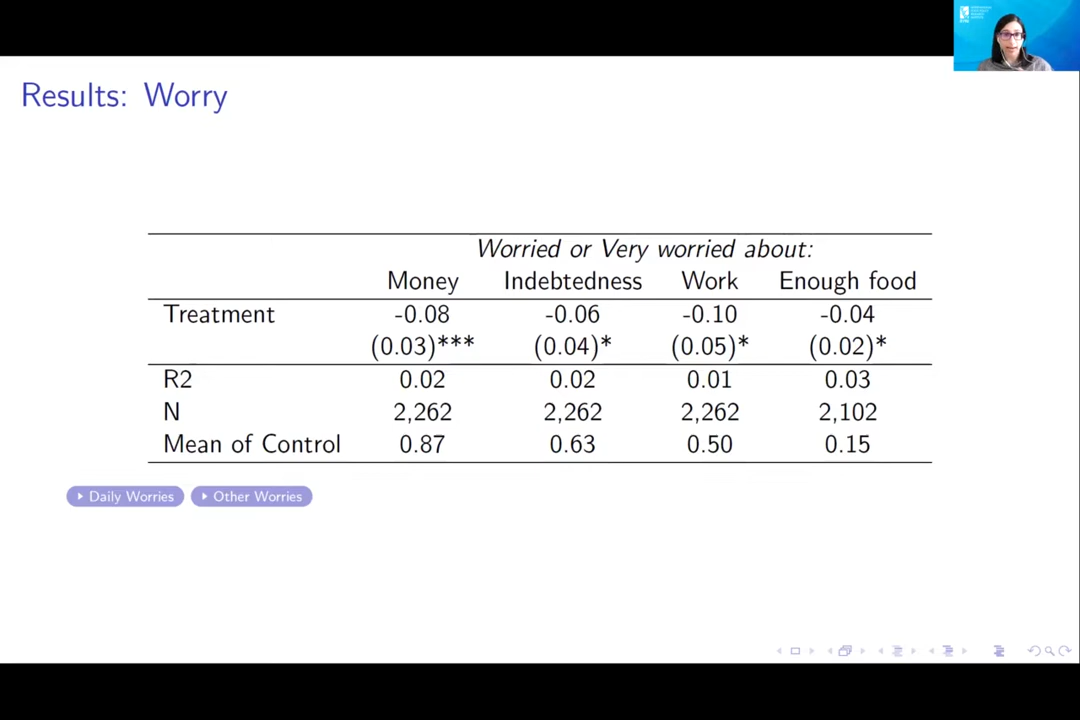 Results: Worry
Worried or Very worried about:
Money Indebtedness Work Enough food
Treatment -0.08 -0.06 -0.10 -0.04
(0.03)*** (0.04)* (0.05)* (0.02)*
R2 0.02 0.02 0.01 0.03
N 2,262 2,262 2,262 2,102
Mean of Control 0.87 0.63 0.50 0.15
Daily Worries Other Worries